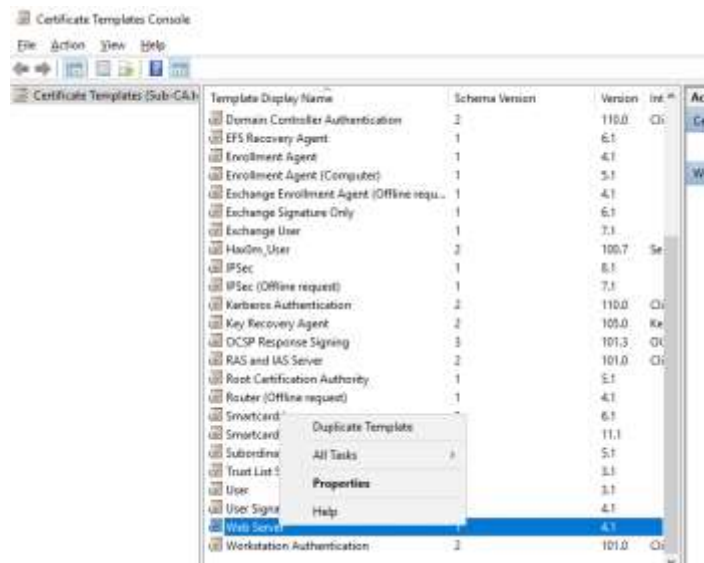 Certificate Templates Console
File Action View Help
Certificate Templates (Sub-CA.h
Template Display Name Schema Version Version Int Ac
Domain Controller Authentication 2 110.0 Cli
EFS Recovery Agent 1 6.1
Enrollment Agent 1 4.1
Enrollment Agent (Computer) 1 5.1
Exchange Enrollment Agent (Offline requ... 1 4.1
Exchange Signature Only 1 6.1
Exchange User 1 7.1
2 100.7 Se
IPSec 1 8.1
IPSec (Offline request) 1 7.1
Kerberos Authentication 2 110.0 Cli
Key Recovery Agent 2 105.0 Ke
OCSP Response Signing 3 101.3 OC
RAS and IAS Server 2 101.0 Cli
Root Certification Authority 1 5.1
Router (Offline request) 1 4.1
Smartcard 6.1
Smartcard 11.1
Subordina 5.1
Trust List S 3.1
User 3.1
User Signa 4.1
Web Server 1 4.1
Workstation Authentication 2 101.0 Cli
Duplicate Template
All Tasks
Properties
Help